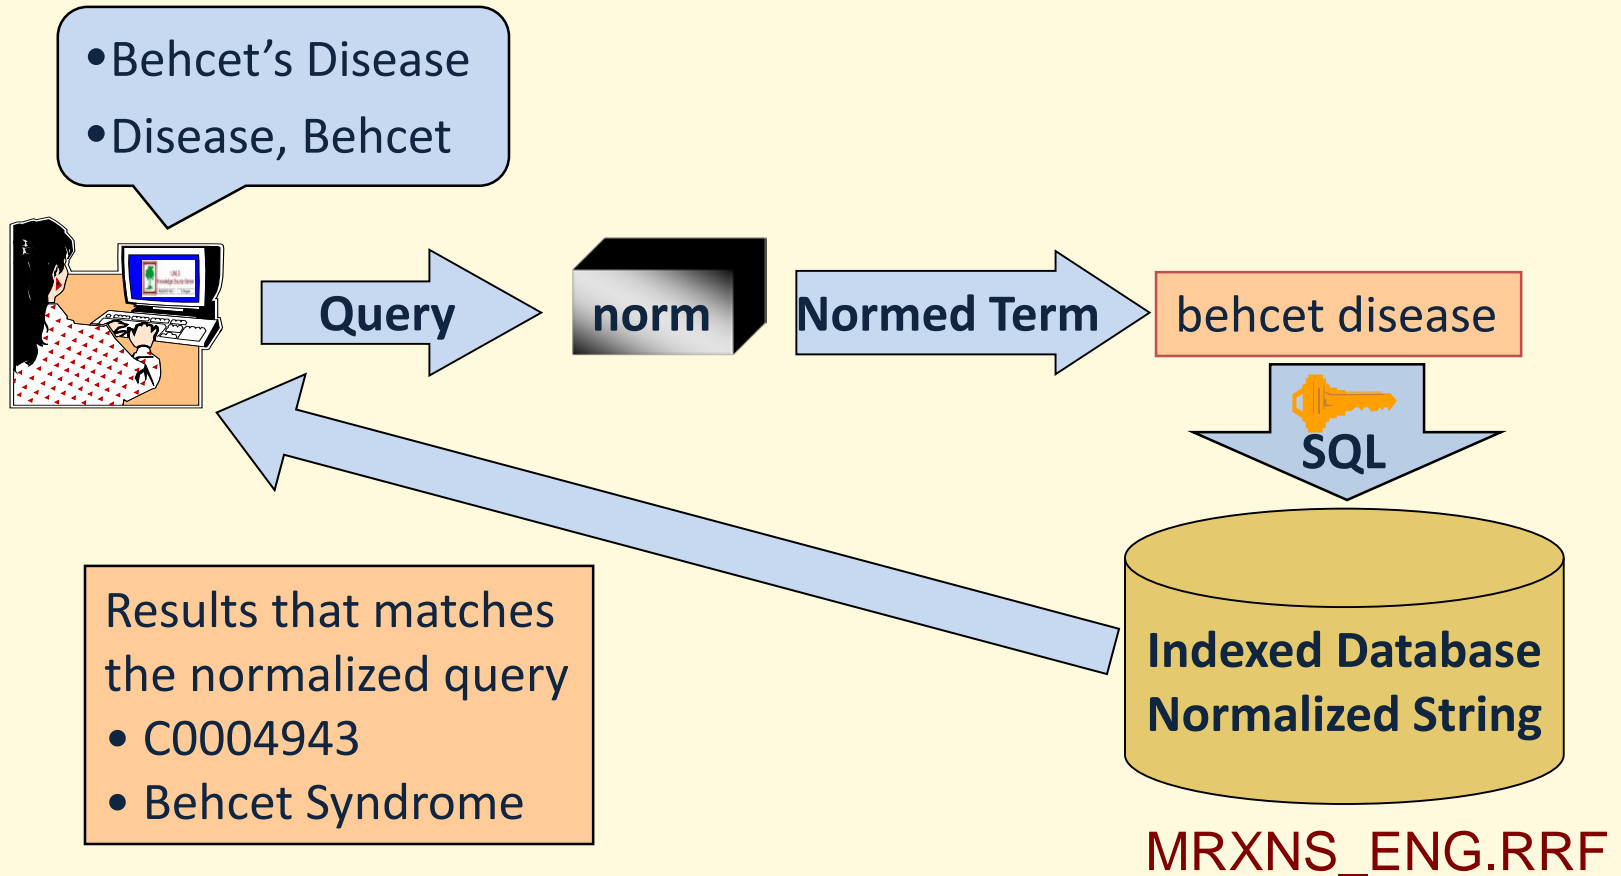 •Behcet’s Disease
•Disease, Behcet
Query
norm
Normed Term
behcet disease
SQL
Indexed Database
Normalized String
Results that matches
the normalized query
• C0004943
• Behcet Syndrome
MRXNS_ENG.RRF